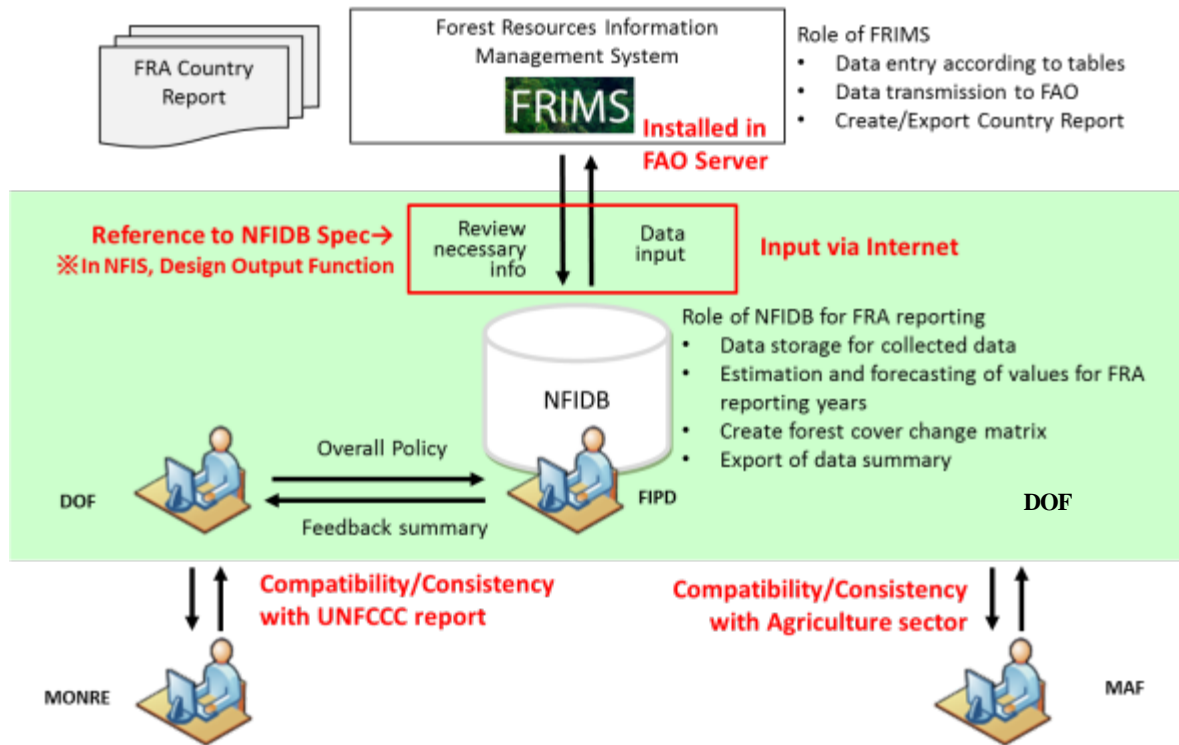 FRA Country
Report
Forest Resources Information
Management System
FRIMS
Installed in
FAO Server
Role of FRIMS
• Data entry according to tables
• Data transmission to FAO
• Create/Export Country Report
Reference to NFIDB Spec→
※In NFIS, Design Output Function
Review
necessary
info
Data
input
Input via Internet
NFIDB
Role of NFIDB for FRA reporting
• Data storage for collected data
• Estimation and forecasting of values for FRA
reporting years
• Create forest cover change matrix
• Export of data summary
DOF
Overall Policy
Feedback summary
FIPD
DOF
Compatibility/Consistency
with UNFCCC report
Compatibility/Consistency
with Agriculture sector
MONRE
MAF